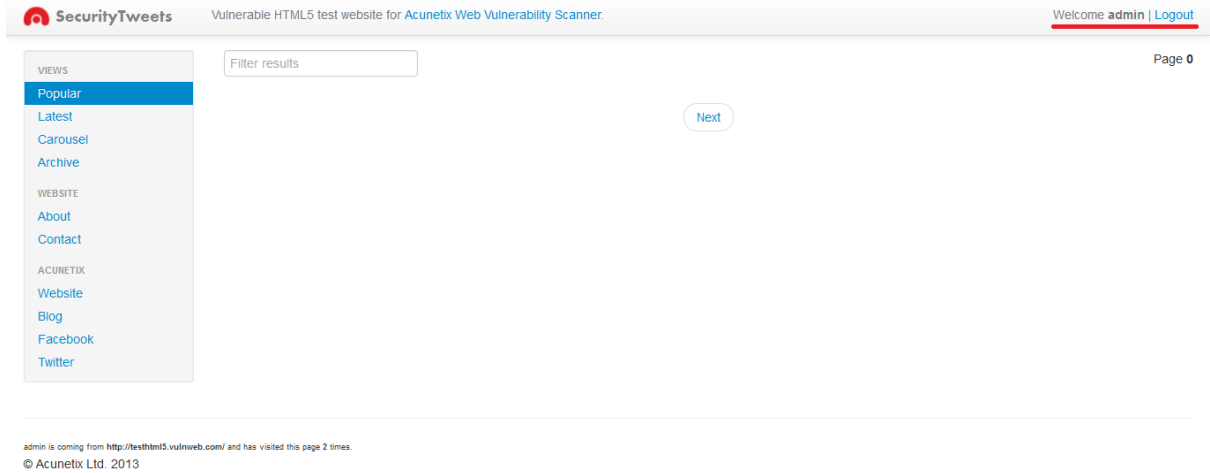 SecurityTweets Vulnerable HTML5 test website for Acunetix Web Vulnerability Scanner. Welcome admin | Logout
VIEWS
Popular
Latest
Carousel
Archive
WEBSITE
About
Contact
ACUNETIX
Website
Blog
Facebook
Twitter
Filter results
Page 0
Next
admin is coming from http://testhtml5.vulnweb.com/ and has visited this page 2 times.
© Acunetix Ltd. 2013